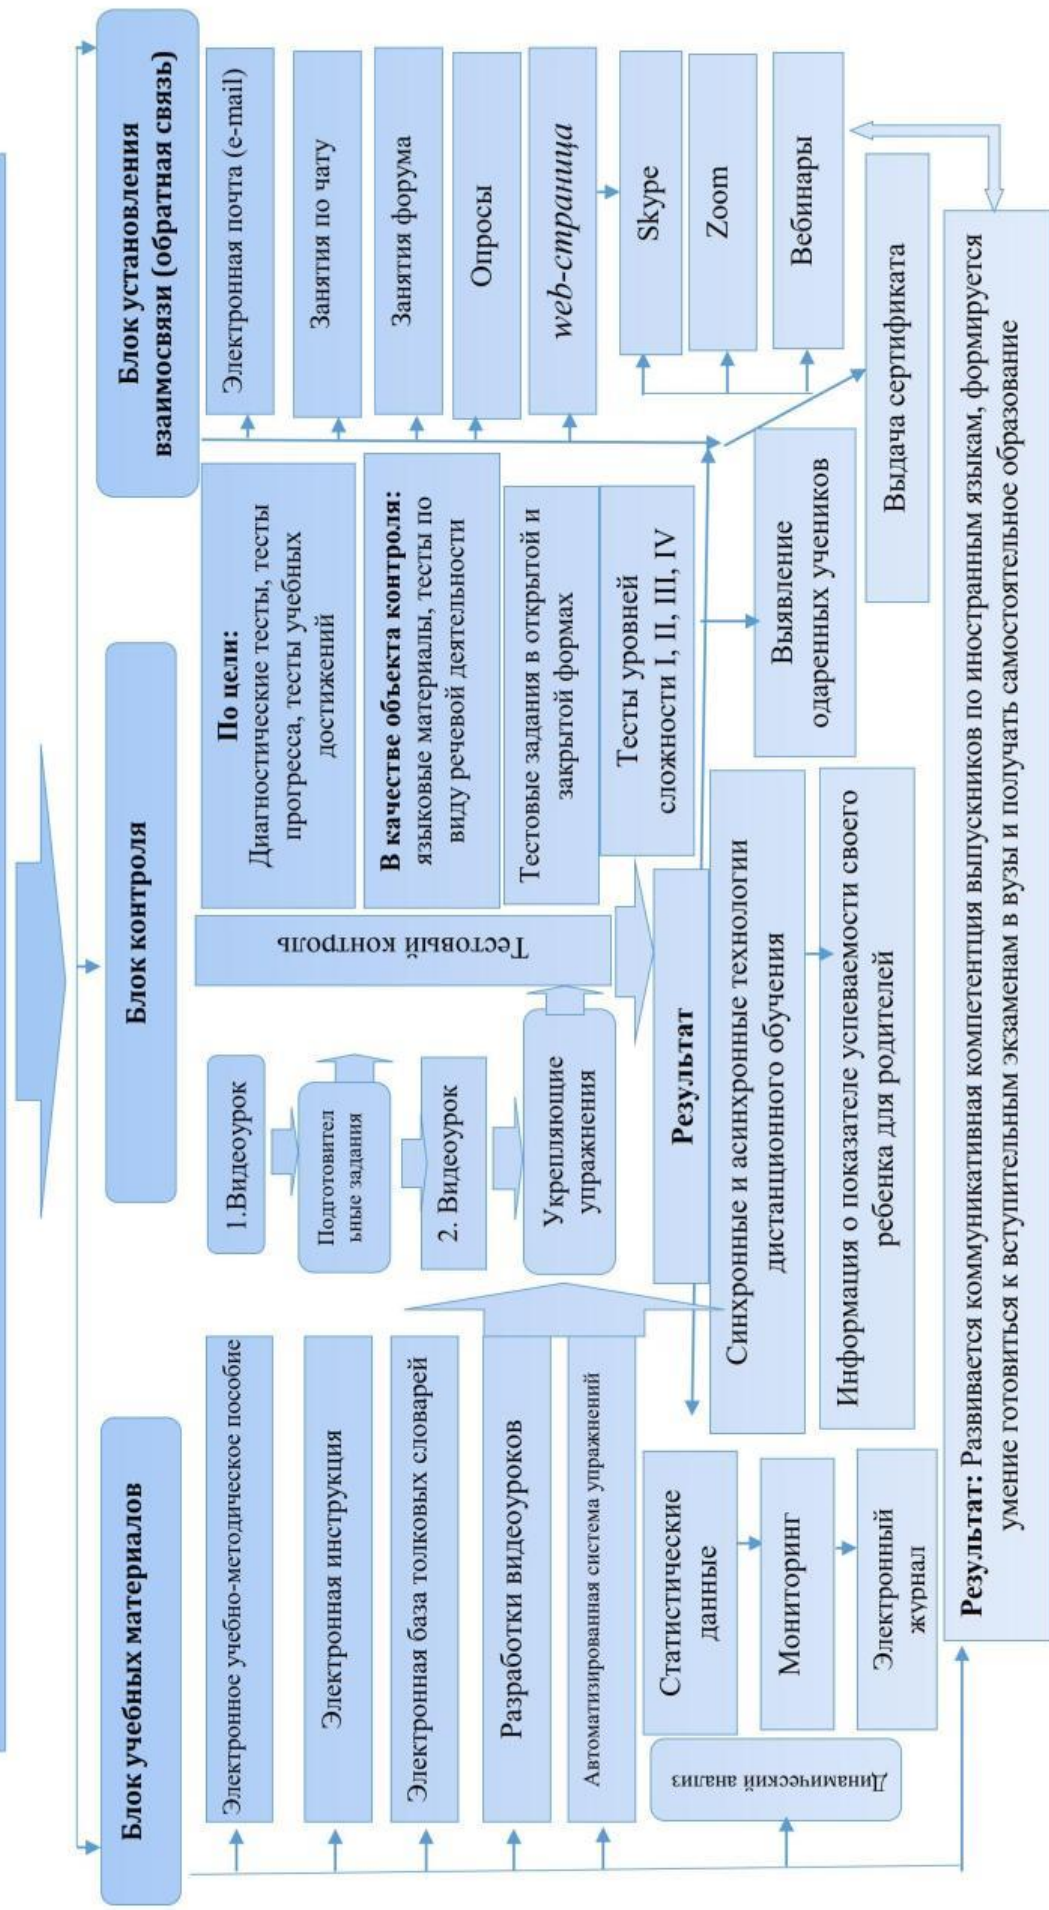 Блок учебных материалов
Электронное учебно-методическое пособие
Электронная инструкция
Электронная база толковых словарей
Разработки видеоуроков
Автоматизированная система упражнений
Динамический анализ
Статистические
данные
Мониторинг
Электронный
журнал
Блок контроля
1.Видеоурок
Подготовител
ьные задания
2. Видеоурок
Укрепляющие
упражнения
Тестовый контроль
По цели:
Диагностические тесты, тесты
прогресса, тесты учебных
достижений
В качестве объекта контроля:
языковые материалы, тесты по
виду речевой деятельности
Тестовые задания в открытой и
закрытой формах
Тесты уровней
сложности I, II, III, IV
Результат
Синхронные и асинхронные технологии
дистанционного обучения
Информация о показателе успеваемости своего
ребенка для родителей
Выявление
одаренных учеников
Блок установления
взаимосвязи (обратная связь)
Электронная почта (e-mail)
Занятия по чату
Занятия форума
Опросы
web-страница
Skype
Zoom
Вебинары
Выдача сертификата
Результат: Развивается коммуникативная компетентция выпускников по иностранным языкам, формируется
умение готовиться к вступительным экзаменам в вузы и получать самостоятельное образование